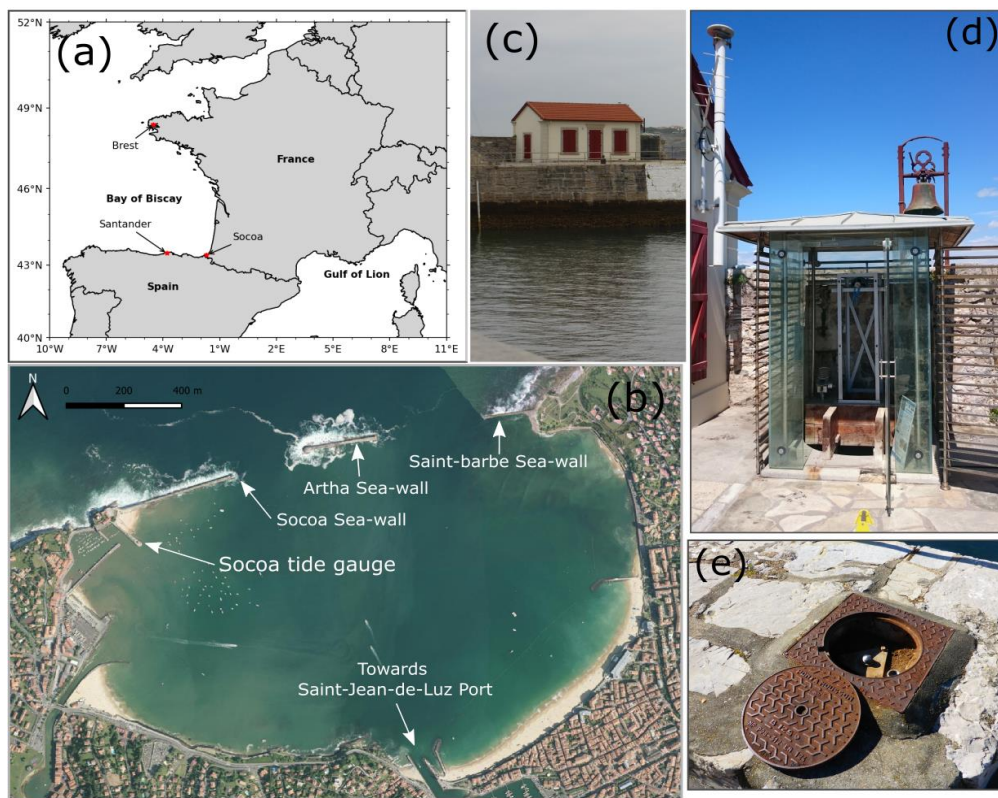 (a)
52°N
50°N
48°N
46°N
43°N
40°N
10°W
7°W
4°W
1°W
2°E
5°E
8°E
11°E
Brest
France
Bay of Biscay
Santander
Socoa
Spain
Gulf of Lion
(c)
(d)
N
0 200 400 m
(b)
Saint-barbe Sea-wall
Artha Sea-wall
Socoa Sea-wall
Socoa tide gauge
Towards
Saint-Jean-de-Luz Port
(e)